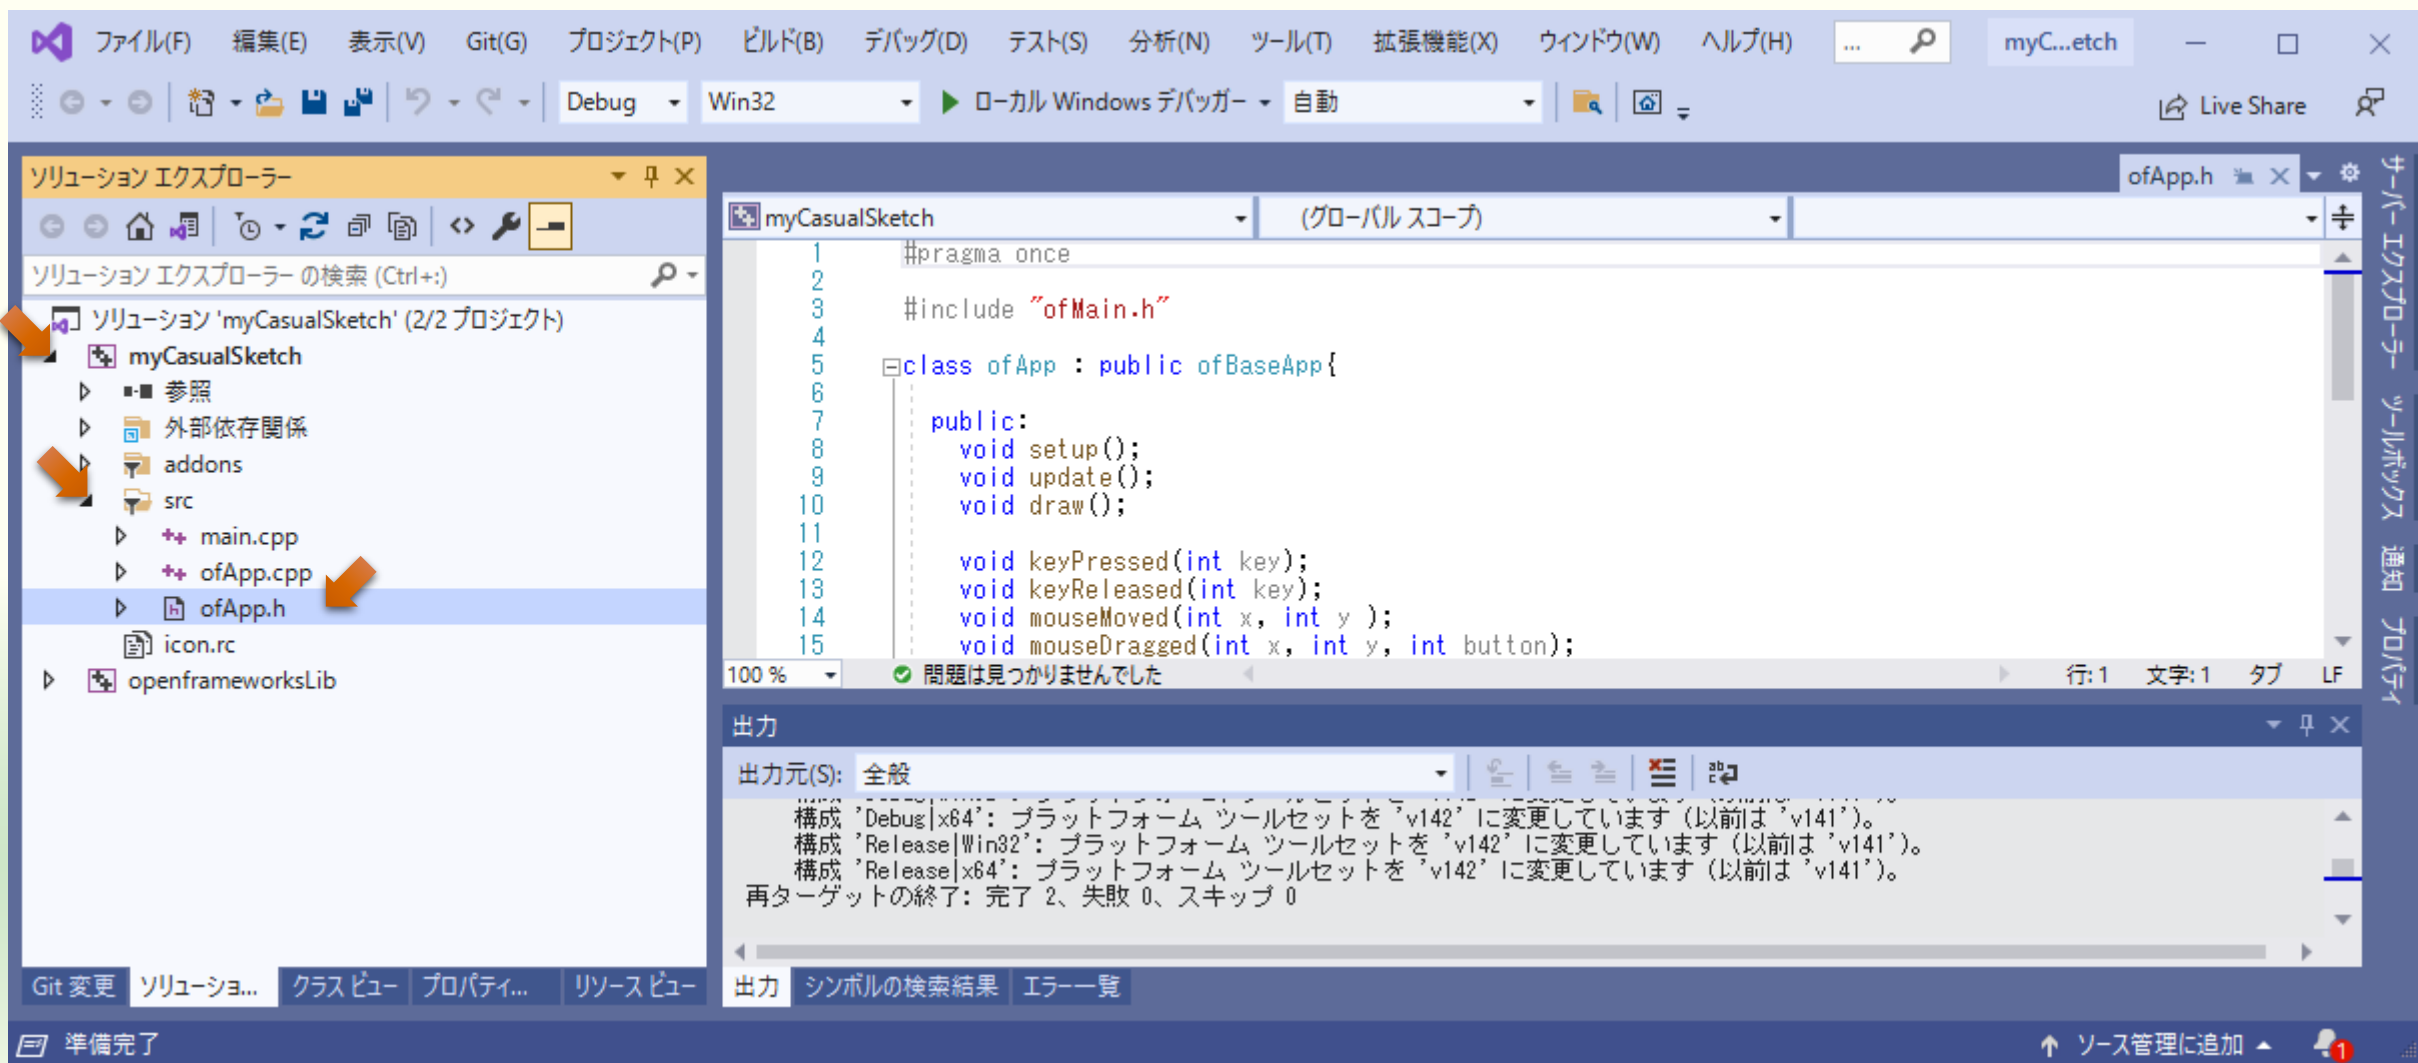 ファイル(F) 編集(E) 表示(V) Git(G) プロジェクト(P) ビルド(B) デバッグ(D) テスト(S) 分析(N) ツール(T) 拡張機能(X) ウィンドウ(W) ヘルプ(H) ... myC...etch
Debug Win32 ローカル Windows デバッガー 自動 Live Share
ソリューション エクスプローラー
ソリューション エクスプローラー の検索 (Ctrl+:)
ソリューション 'myCasualSketch' (2/2 プロジェクト)
myCasualSketch
参照
外部依存関係
addons
src
main.cpp
ofApp.cpp
ofApp.h
icon.rc
openframeworksLib
Git 変更 ソリューショ... クラス ビュー プロパティ... リソース ビュー
ofApp.h
myCasualSketch (グローバル スコープ)
1 #pragma once
2
3 #include "ofMain.h"
4
5 class ofApp : public ofBaseApp{
6
7 public:
8 void setup();
9 void update();
10 void draw();
11
12 void keyPressed(int key);
13 void keyReleased(int key);
14 void mouseMoved(int x, int y );
15 void mouseDragged(int x, int y, int button);
100 % 問題は見つかりませんでした 行: 1 文字: 1 タブ LF
出力
出力元(S): 全般
構成 'Debug|x64': プラットフォーム ツールセットを 'v142' に変更しています (以前は 'v141')。
構成 'Release|Win32': プラットフォーム ツールセットを 'v142' に変更しています (以前は 'v141')。
構成 'Release|x64': プラットフォーム ツールセットを 'v142' に変更しています (以前は 'v141')。
再ターゲットの終了: 完了 2、失敗 0、スキップ 0
出力 シンボルの検索結果 エラー一覧
サーバー エクスプローラー
ツールボックス
通知
プロパティ
準備完了 ソース管理に追加 1